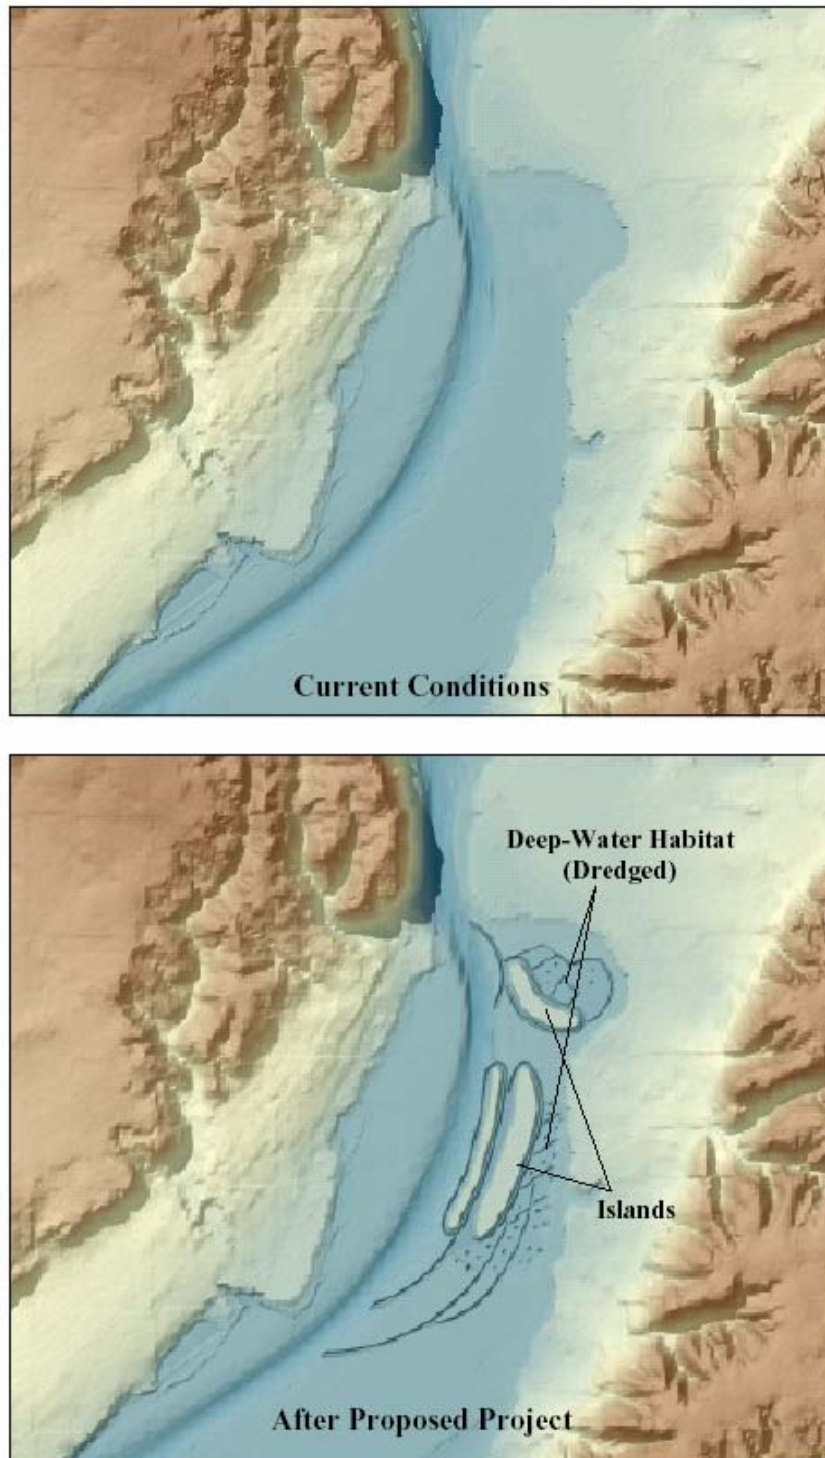 Current Conditions
Deep-Water Habitat
(Dredged)
Islands
After Proposed Project